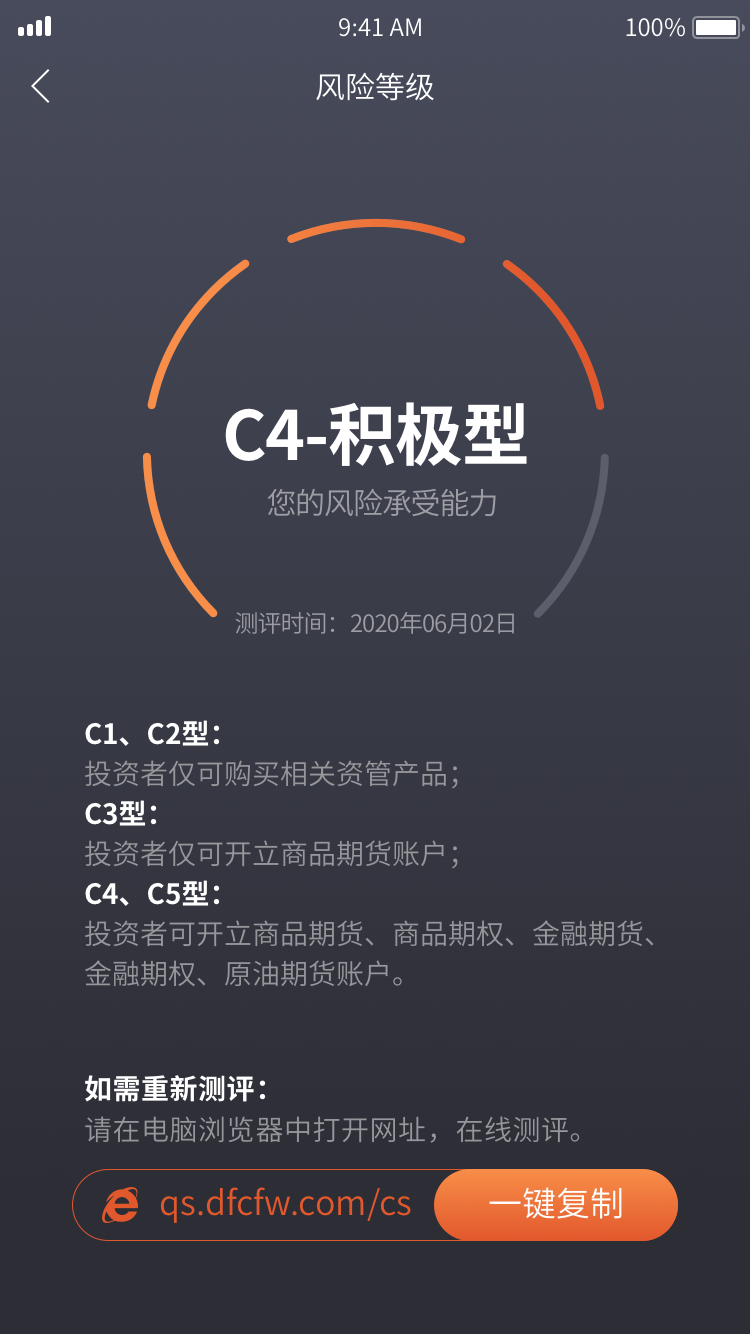 9:41 AM
100%
风险等级
C4-积极型
您的风险承受能力
测评时间：2020年06月02日
C1、C2型：
投资者仅可购买相关资管产品；
C3型：
投资者仅可开立商品期货账户；
C4、C5型：
投资者可开立商品期货、商品期权、金融期货、
金融期权、原油期货账户。
如需重新测评：
请在电脑浏览器中打开网址，在线测评。
qs.dfcfw.com/cs
一键复制